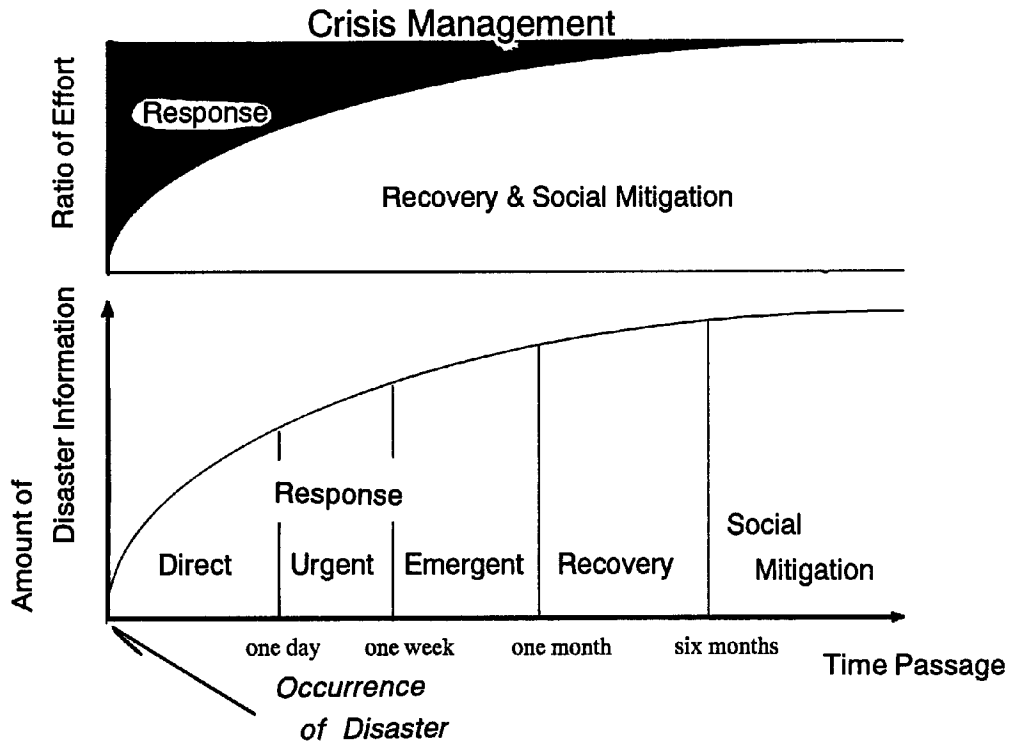 Crisis Management
Ratio of Effort
Response
Recovery & Social Mitigation
Amount of
Disaster Information
Response
Direct
Urgent
Emergent
Recovery
Social
Mitigation
one day
one week
one month
six months
Time Passage
Occurrence
of Disaster